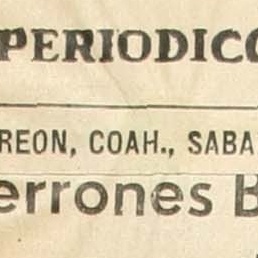 PERIODICO
REON, COAH., SABA
errones B